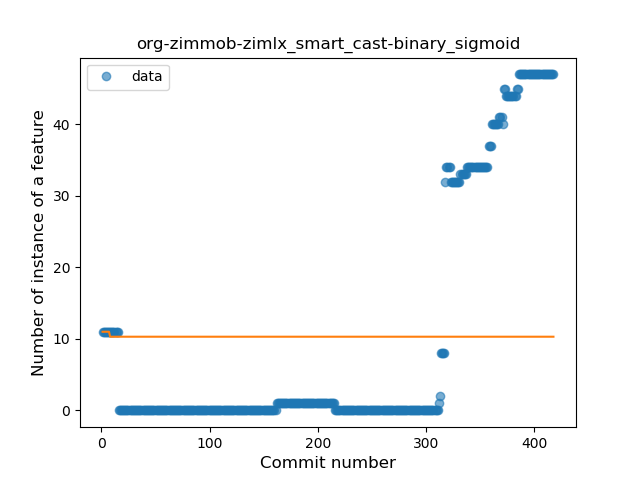 org-zimmob-zimlx_smart_cast-binary_sigmoid
data
Number of instance of a feature
40
30
20
10
0
0 100 200 300 400
Commit number